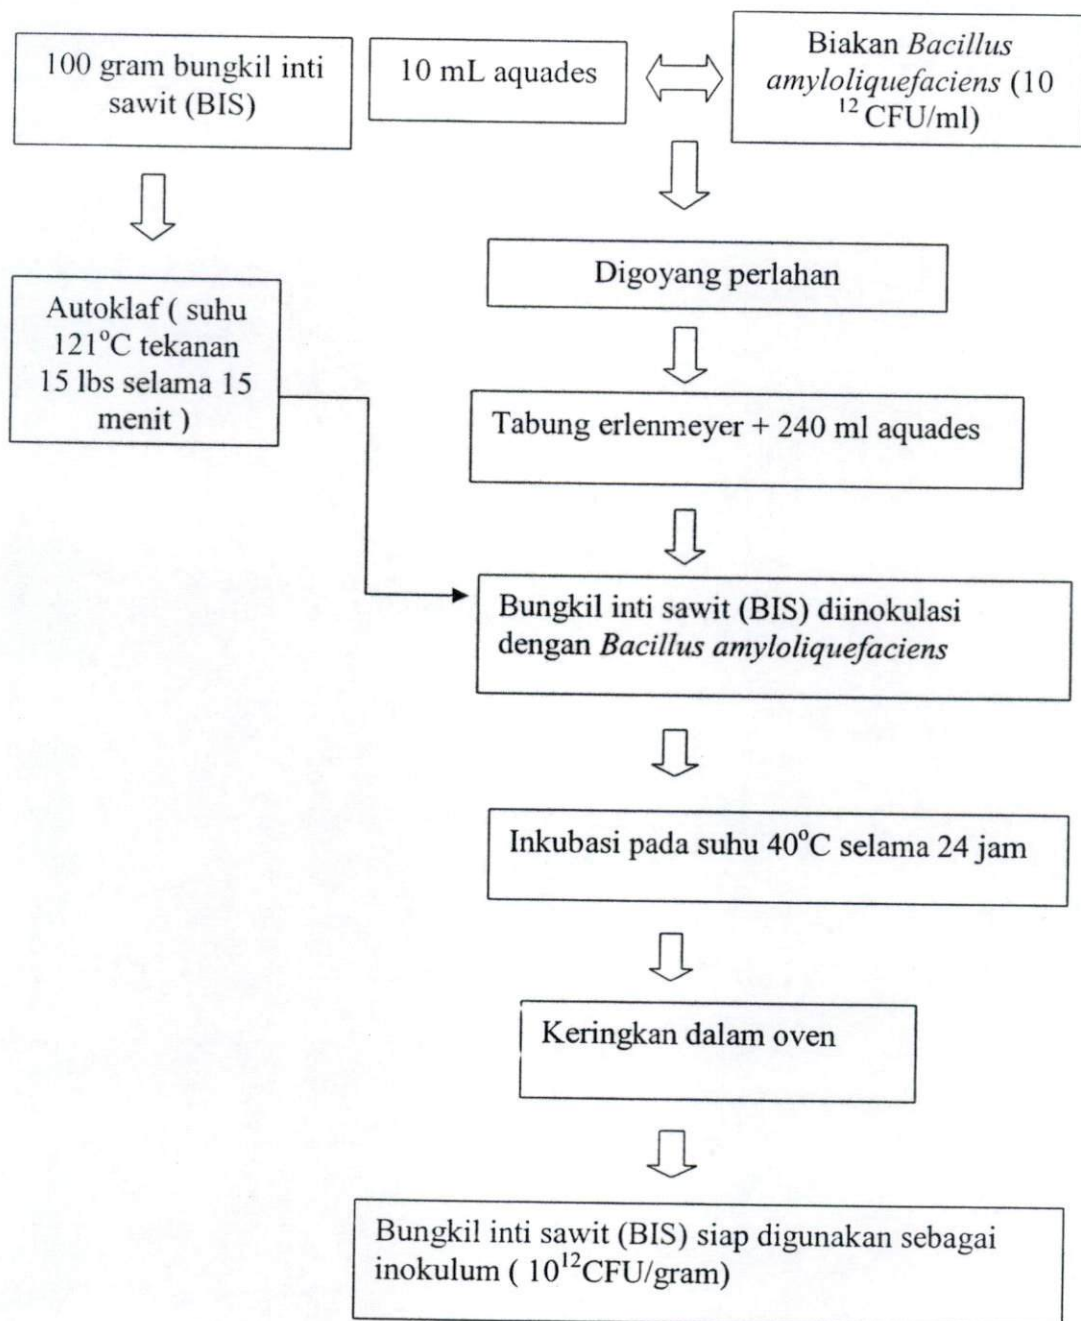 100 gram bungkil inti
sawit (BIS)
10 mL aquades
Biakan Bacillus
amyloliquefaciens (10
12 CFU/ml)
Digoyang perlahan
Autoklaf ( suhu
121°C tekanan
15 lbs selama 15
menit )
Tabung erlenmeyer + 240 ml aquades
Bungkil inti sawit (BIS) diinokulasi
dengan Bacillus amyloliquefaciens
Inkubasi pada suhu 40°C selama 24 jam
Keringkan dalam oven
Bungkil inti sawit (BIS) siap digunakan sebagai
inokulum ( 10¹²CFU/gram)